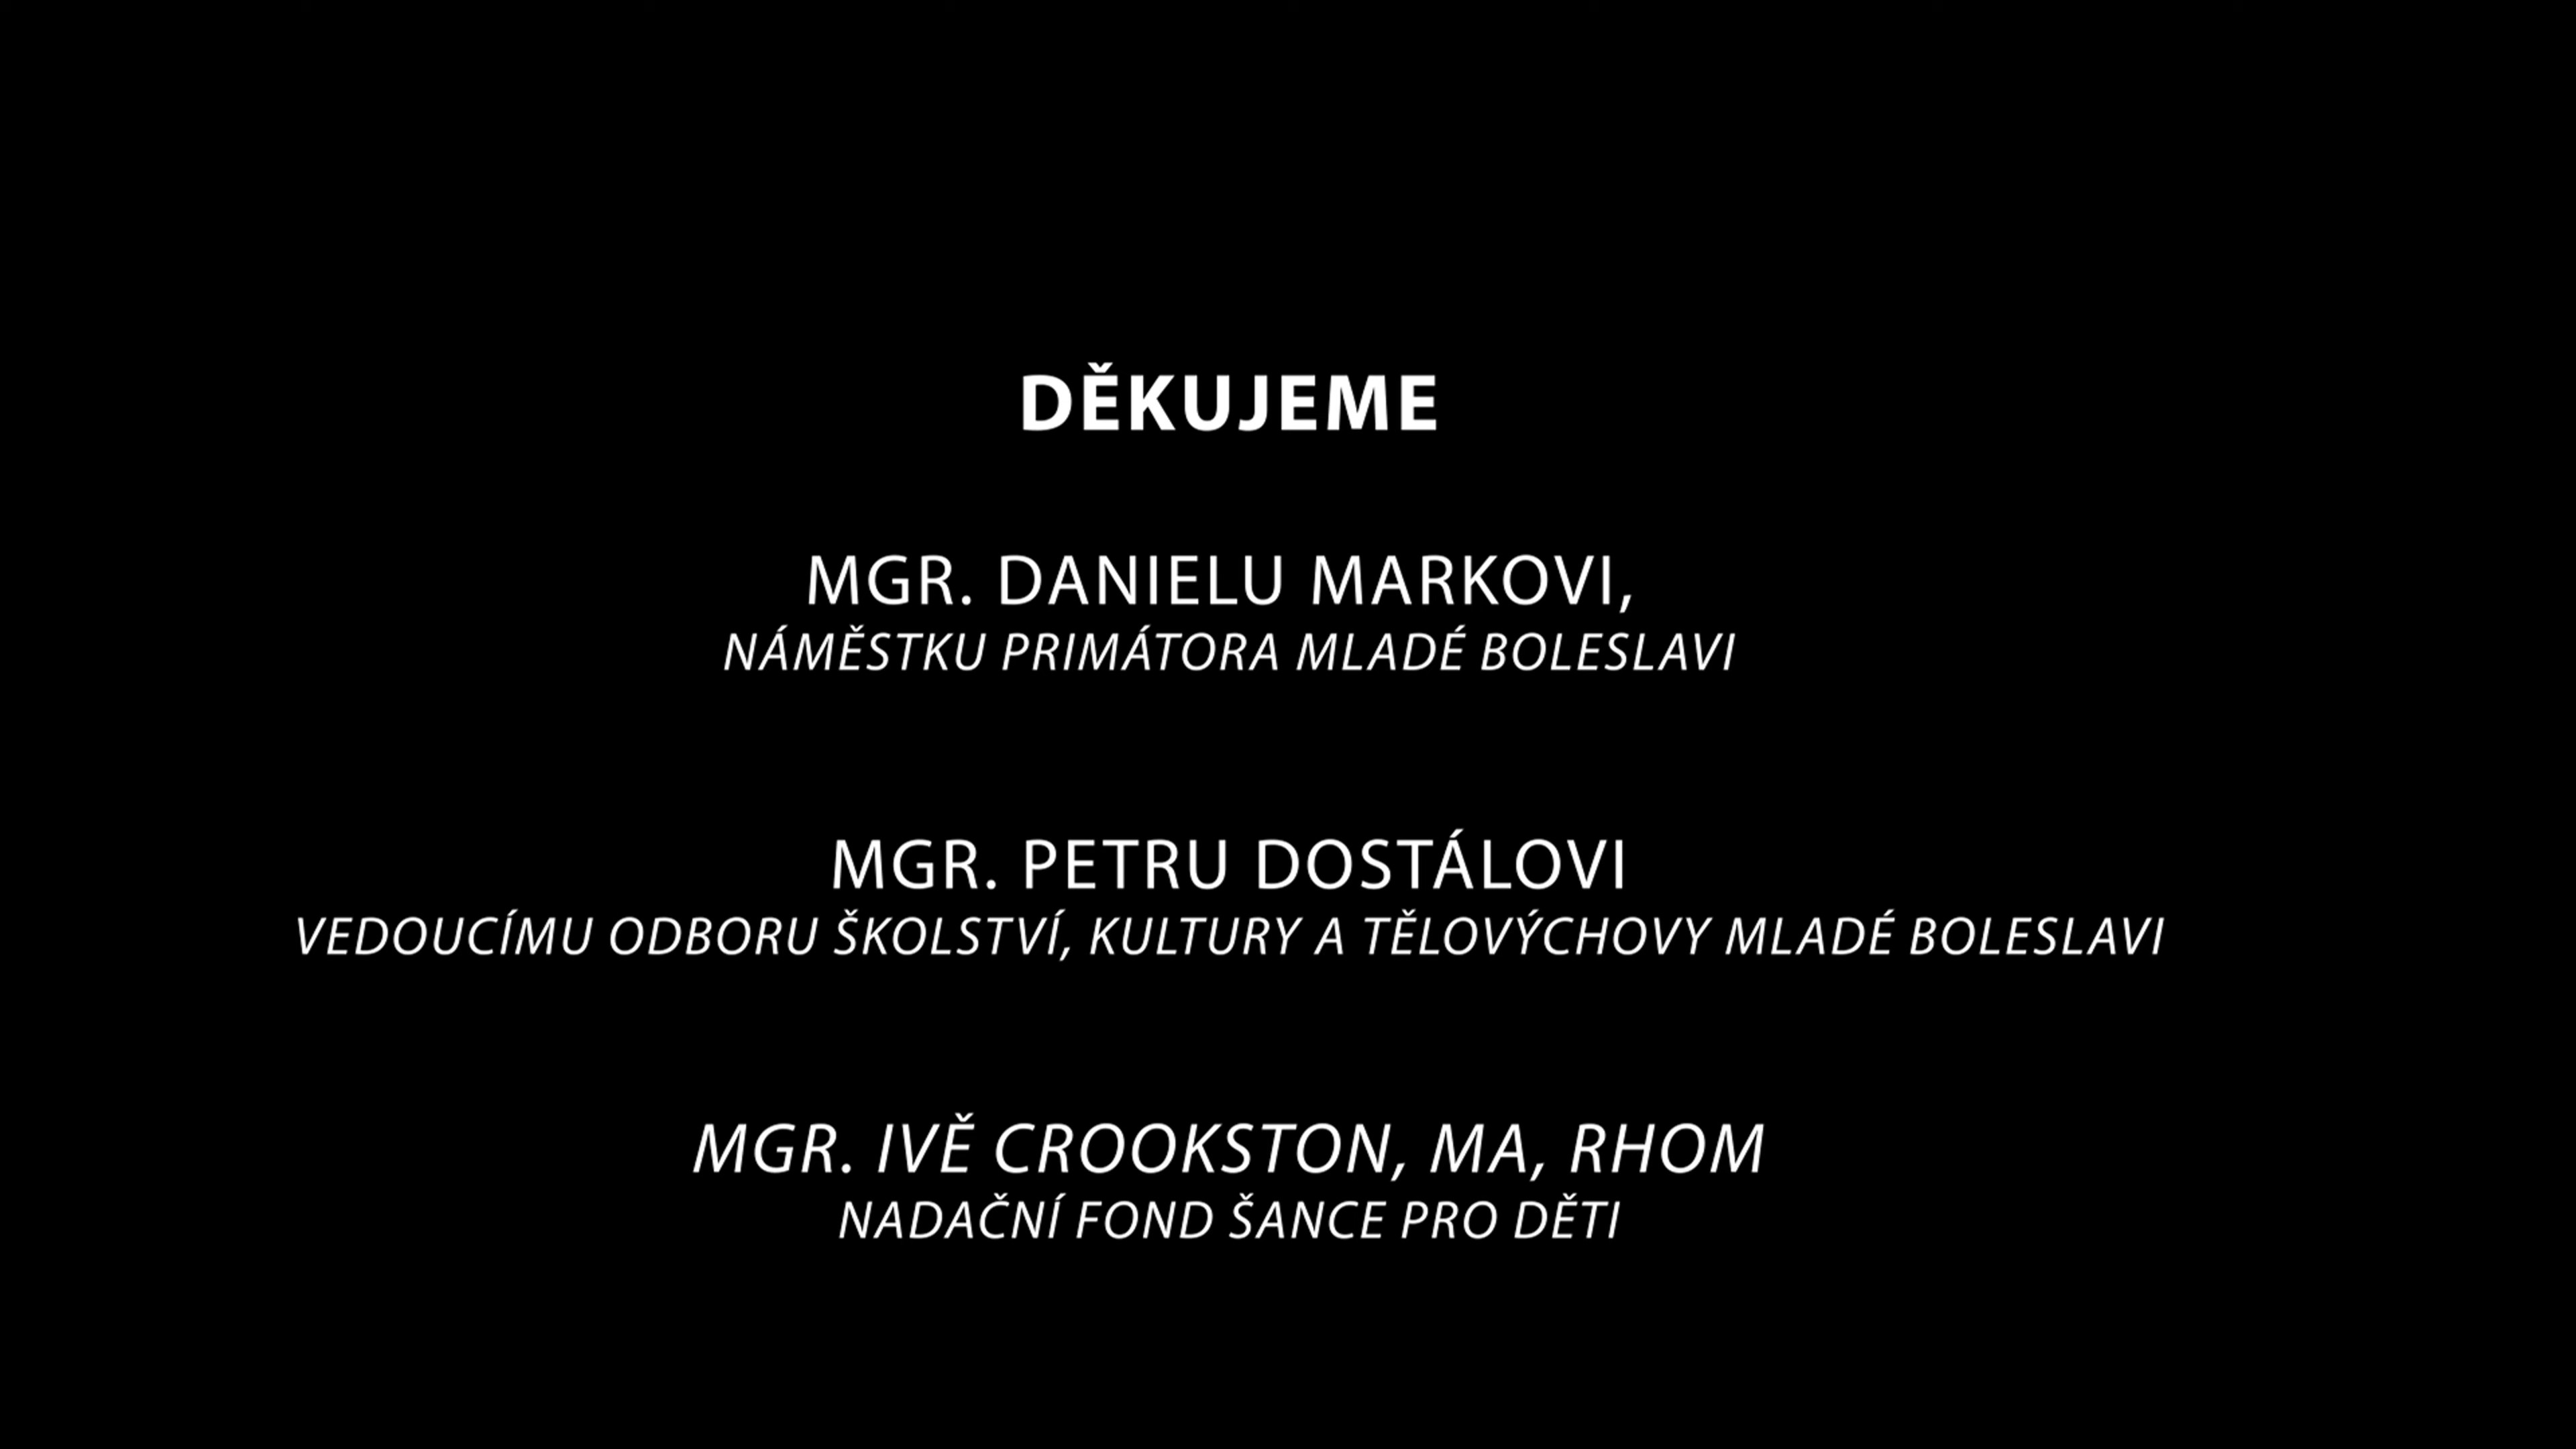 DĚKUJEME
MGR. DANIELU MARKOVI,
NÁMĚSTKU PRIMÁTORA MLADÉ BOLESLAVI
MGR. PETRU DOSTÁLOVI
VEDOUCÍMU ODBORU ŠKOLSTVÍ, KULTURY A TĚLOVÝCHOVY MLADÉ BOLESLAVI
MGR. IVĚ CROOKSTON, MA, RHOM
NADAČNÍ FOND ŠANCE PRO DĚTI